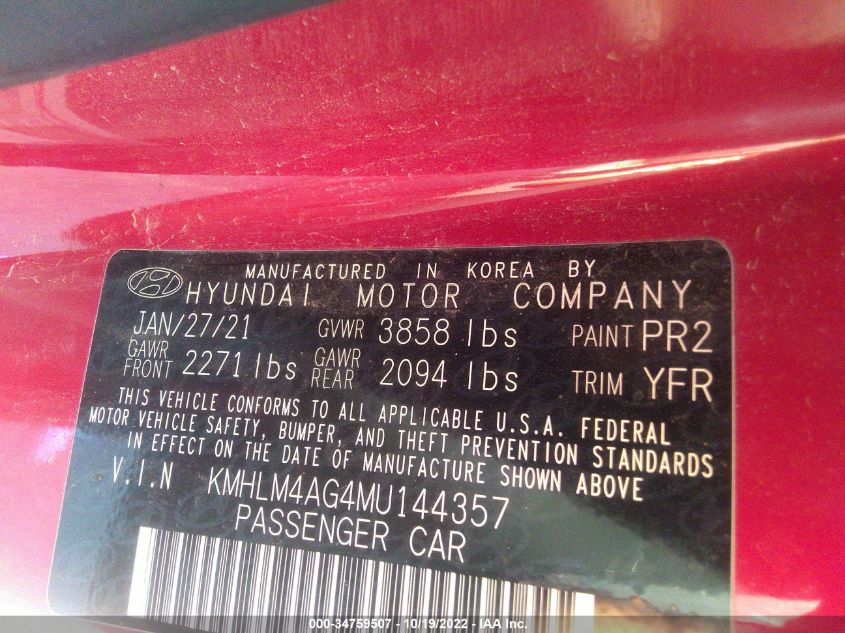 MANUFACTURED IN KOREA BY
HYUNDAI MOTOR COMPANY
JAN/27/21 GVWR 3858 lbs PAINT PR2
GAWR FRONT 2271 lbs GAWR REAR 2094 lbs TRIM YFR
THIS VEHICLE CONFORMS TO ALL APPLICABLE U.S.A. FEDERAL
MOTOR VEHICLE SAFETY, BUMPER, AND THEFT PREVENTION STANDARDS
IN EFFECT ON THE DATE OF MANUFACTURE SHOWN ABOVE
V.I.N KMHLM4AG4MU144357
PASSENGER CAR
000-34759507 - 10/19/2022 - IAA Inc.